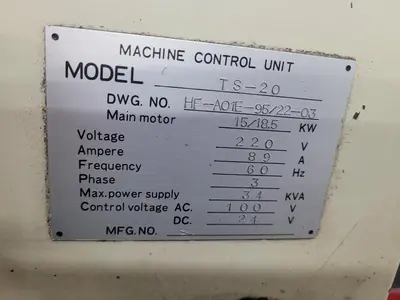 MACHINE CONTROL UNIT
MODEL TS-20
DWG. NO. HF-A01E-95/22-03
Main motor 15/18.5 KW
Voltage 220 V
Ampere 89 A
Frequency 60 Hz
Phase 3
Max. power supply 34 KVA
Control voltage AC. 100 V
DC. 24 V
MFG. NO.